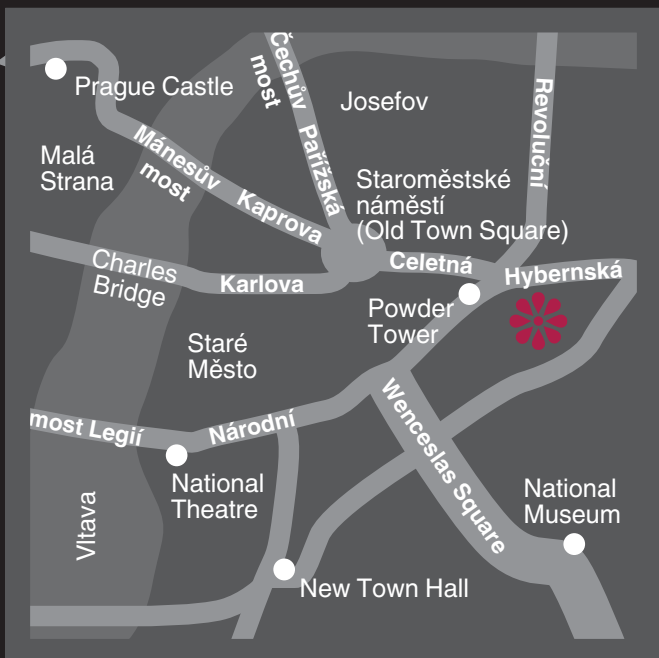 Čechův
most
Prague Castle
Josefov
Revoluční
Mánesův
most
Malá
Strana
Pařížská
Kaprova
Staroměstské
náměstí
(Old Town Square)
Celetná
Hybernská
Charles
Bridge
Karlova
Powder
Tower
Staré
Město
most Legií
Národní
Wenceslas Square
National
Theatre
National
Museum
Vltava
New Town Hall